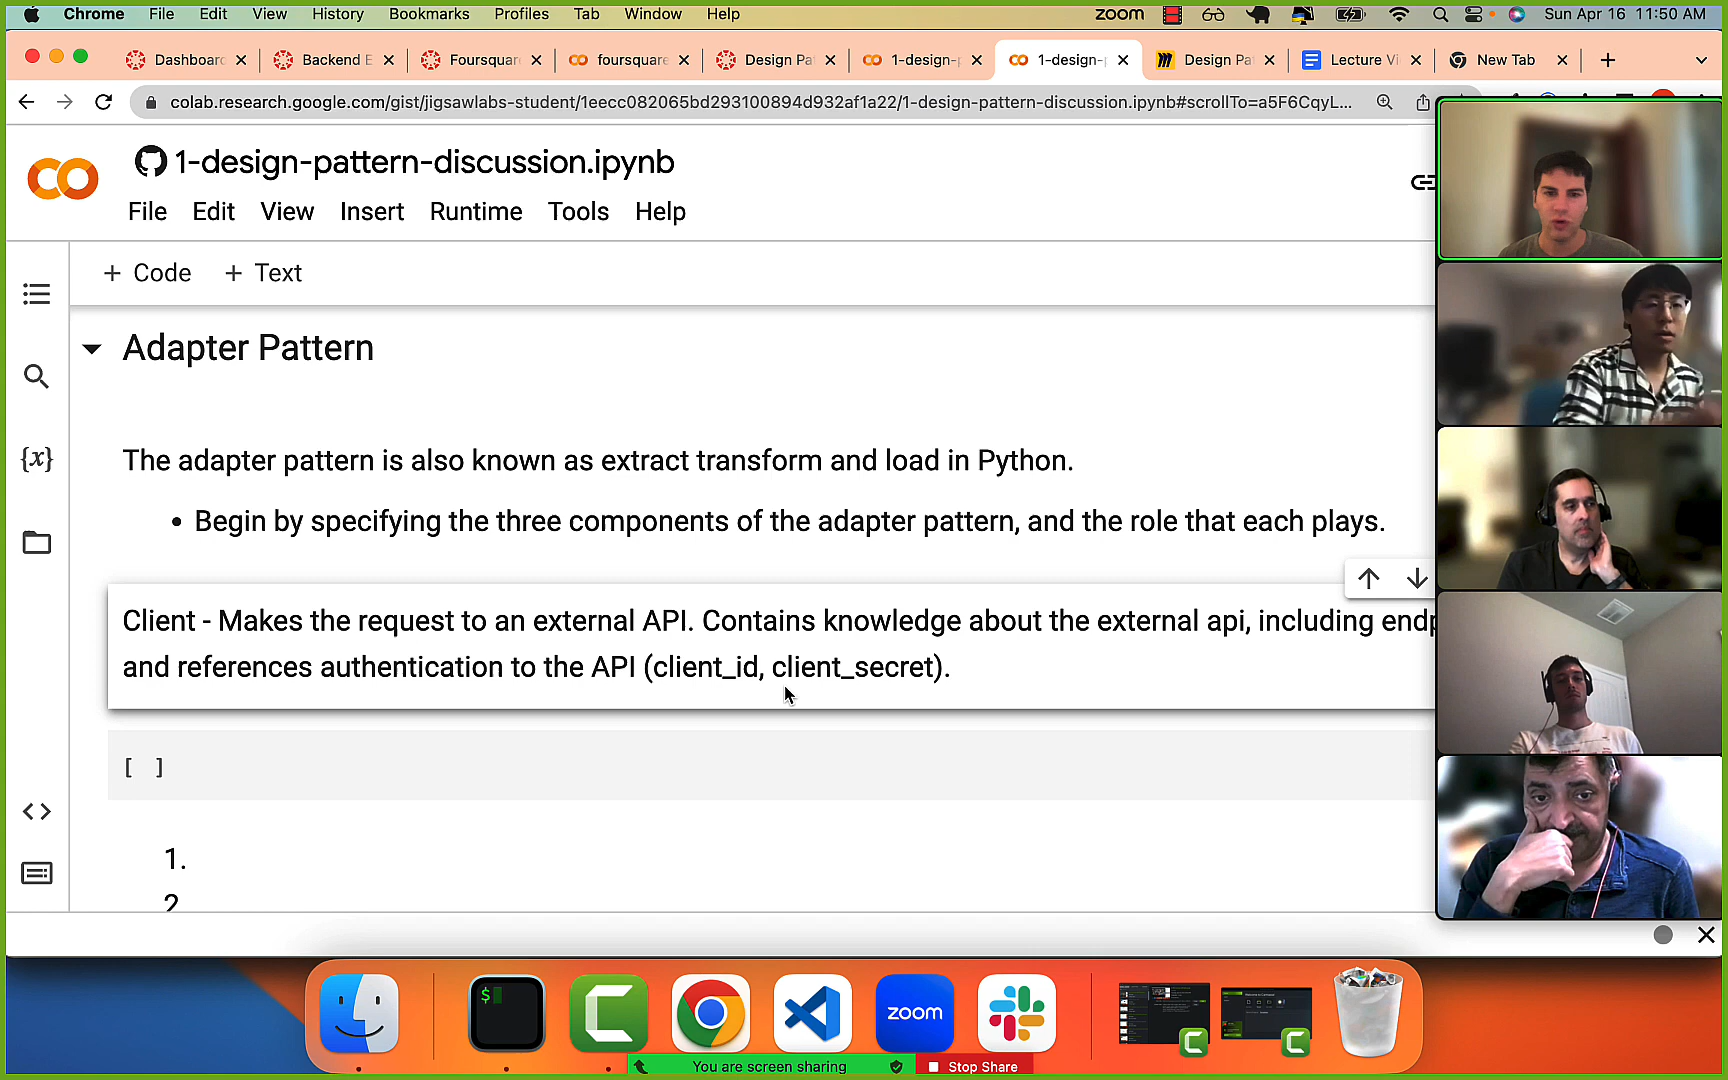 Chrome File Edit View History Bookmarks Profiles Tab Window Help zoom Sun Apr 16 11:50 AM
Dashboard Backend E Foursquar foursquare Design Pa 1-design-p 1-design-p Design Pa Lecture Vi New Tab
colab.research.google.com/gist/jigsawlabs-student/1eecc082065bd293100894d932af1a22/1-design-pattern-discussion.ipynb#scrollTo=a5F6CqyL...
1-design-pattern-discussion.ipynb
File Edit View Insert Runtime Tools Help
+ Code + Text
Adapter Pattern
{x}
The adapter pattern is also known as extract transform and load in Python.
• Begin by specifying the three components of the adapter pattern, and the role that each plays.
Client - Makes the request to an external API. Contains knowledge about the external api, including endp
and references authentication to the API (client_id, client_secret).
[ ]
1.
2
$
zoom
You are screen sharing Stop Share